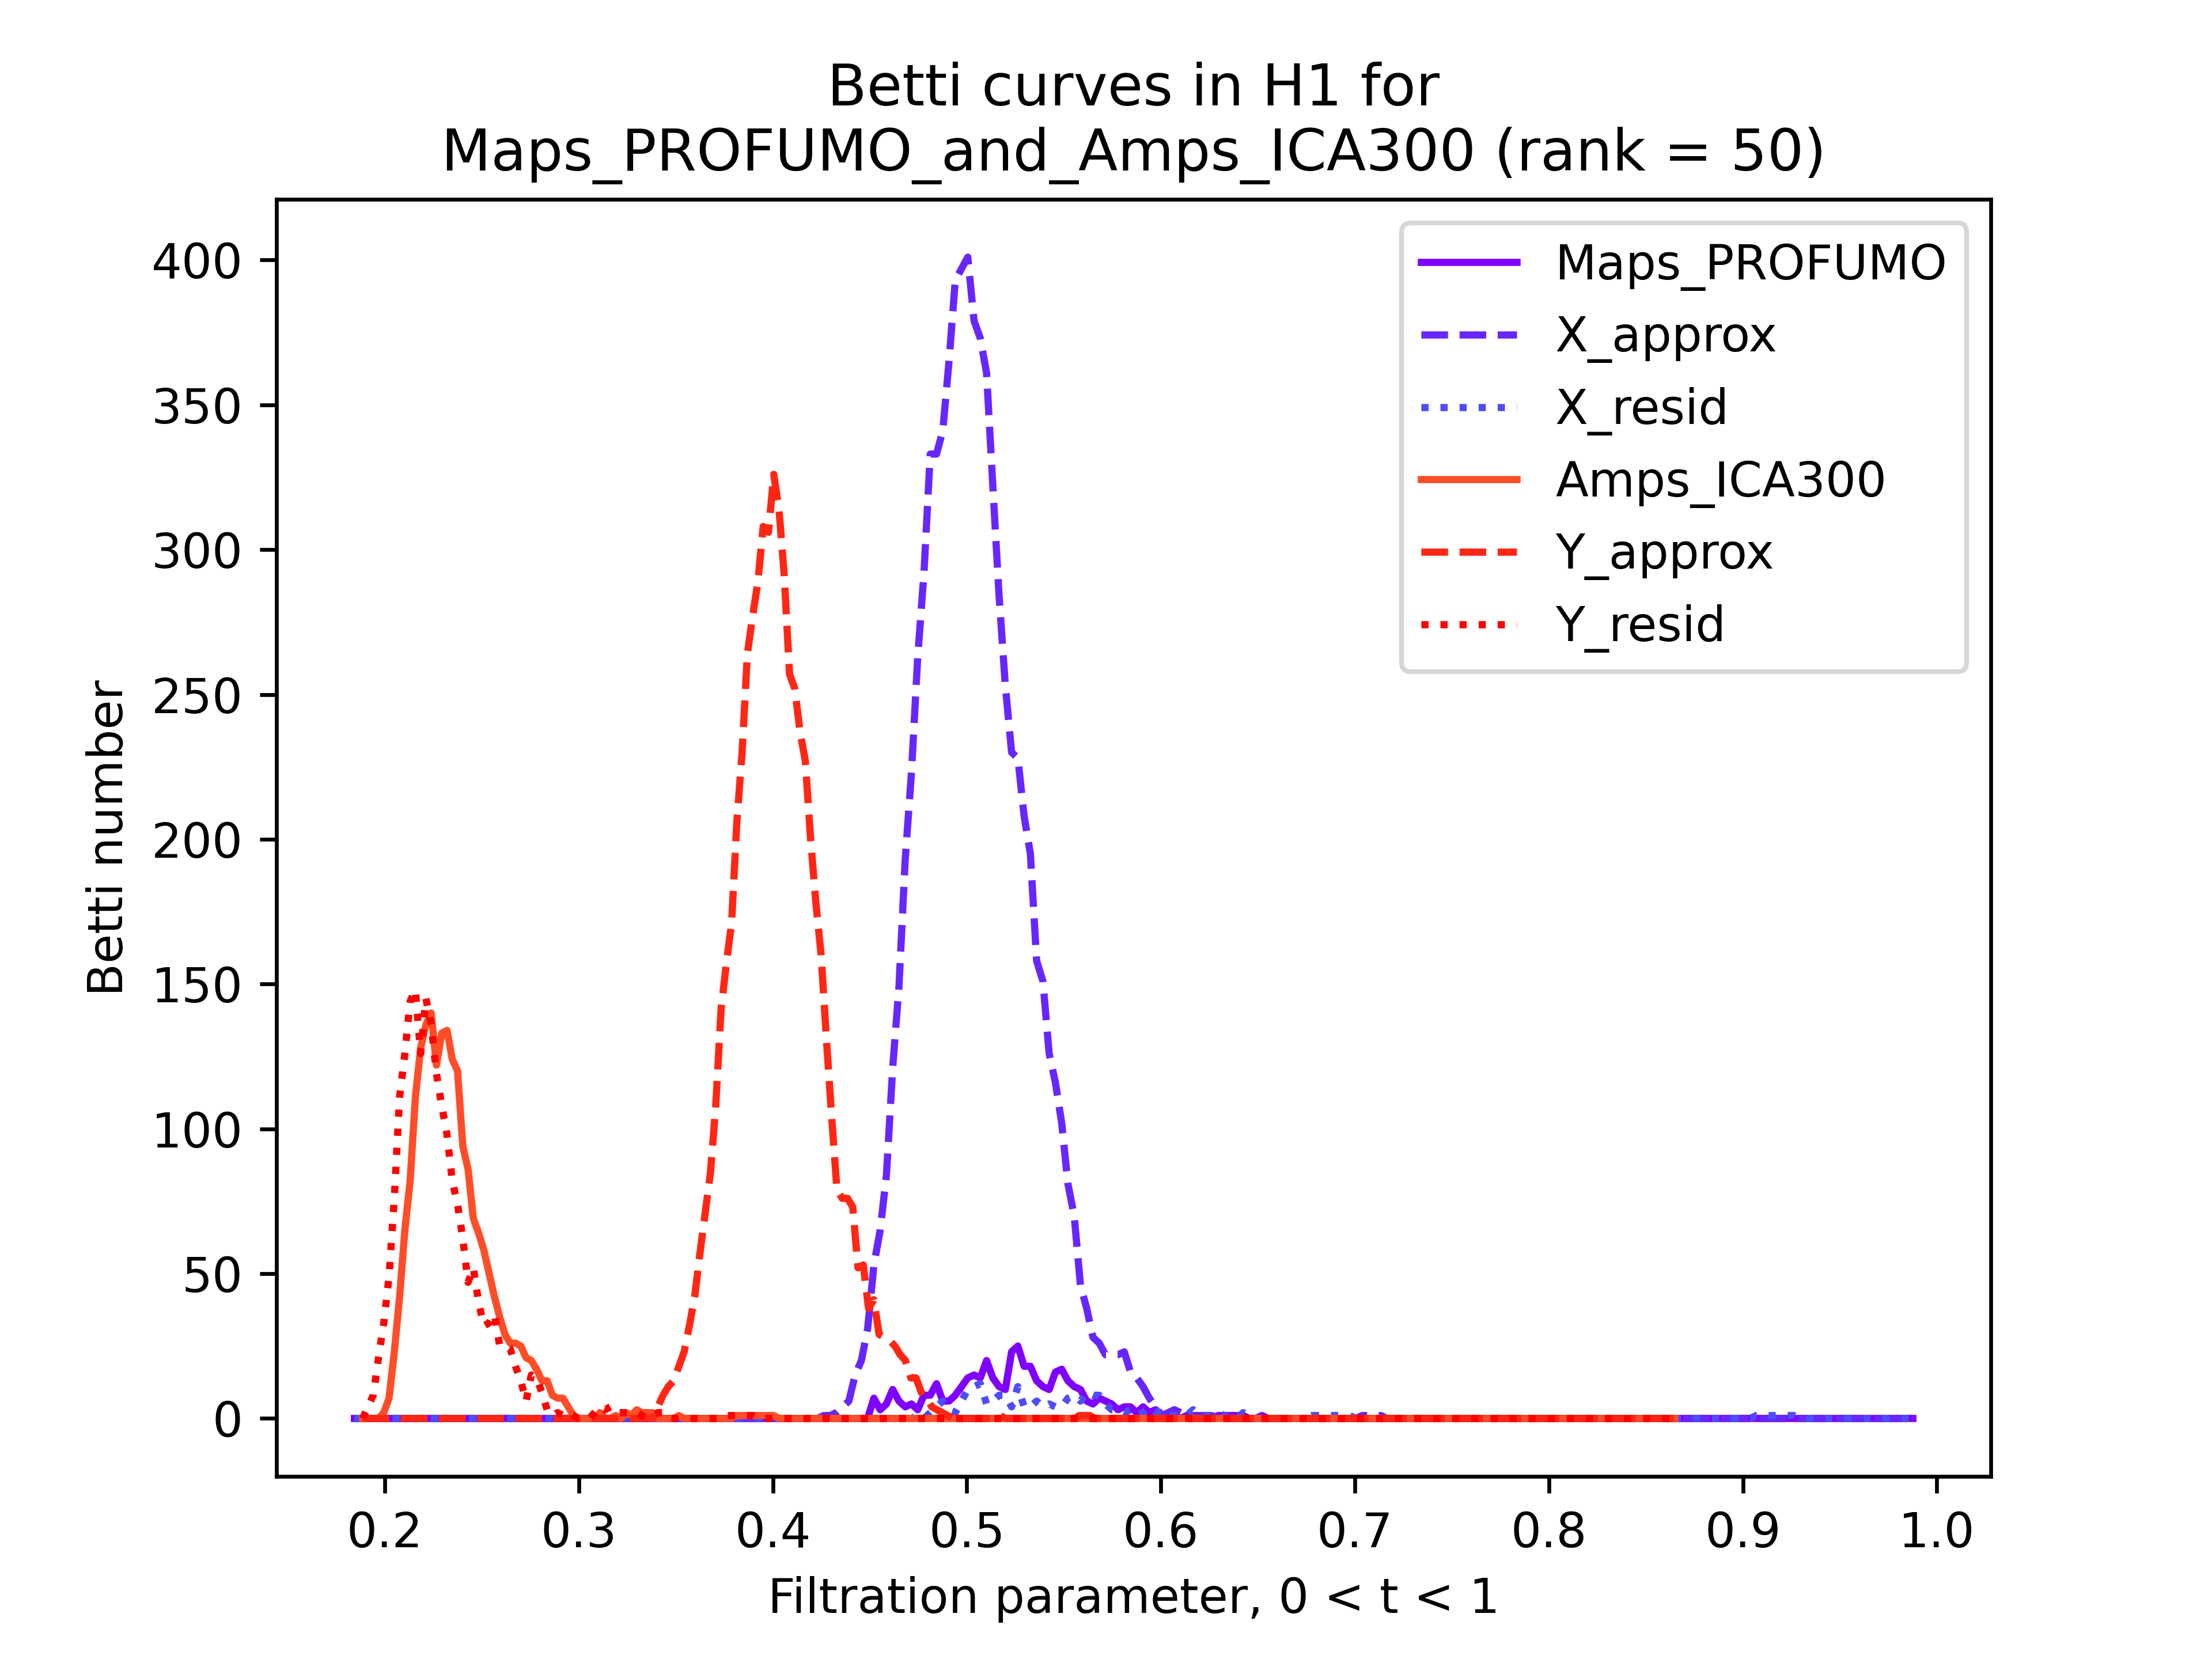 Betti curves in H1 for
Maps_PROFUMO_and_Amps_ICA300 (rank = 50)
Betti number
400
350
300
250
200
150
100
50
0
Maps_PROFUMO
X_approx
X_resid
Amps_ICA300
Y_approx
Y_resid
0.2 0.3 0.4 0.5 0.6 0.7 0.8 0.9 1.0
Filtration parameter, 0 < t < 1